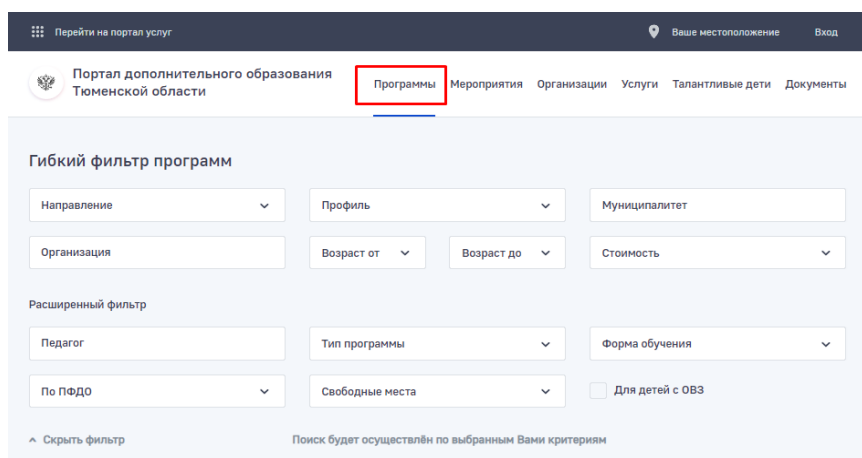 Перейти на портал услуг
Ваше местоположение
Вход
Портал дополнительного образования
Тюменской области
Программы Мероприятия Организации Услуги Талантливые дети Документы
Гибкий фильтр программ
Направление
Профиль
Муниципалитет
Организация
Возраст от
Возраст до
Стоимость
Расширенный фильтр
Педагог
Тип программы
Форма обучения
По ПФДО
Свободные места
Для детей с ОВЗ
Скрыть фильтр
Поиск будет осуществлён по выбранным Вами критериям